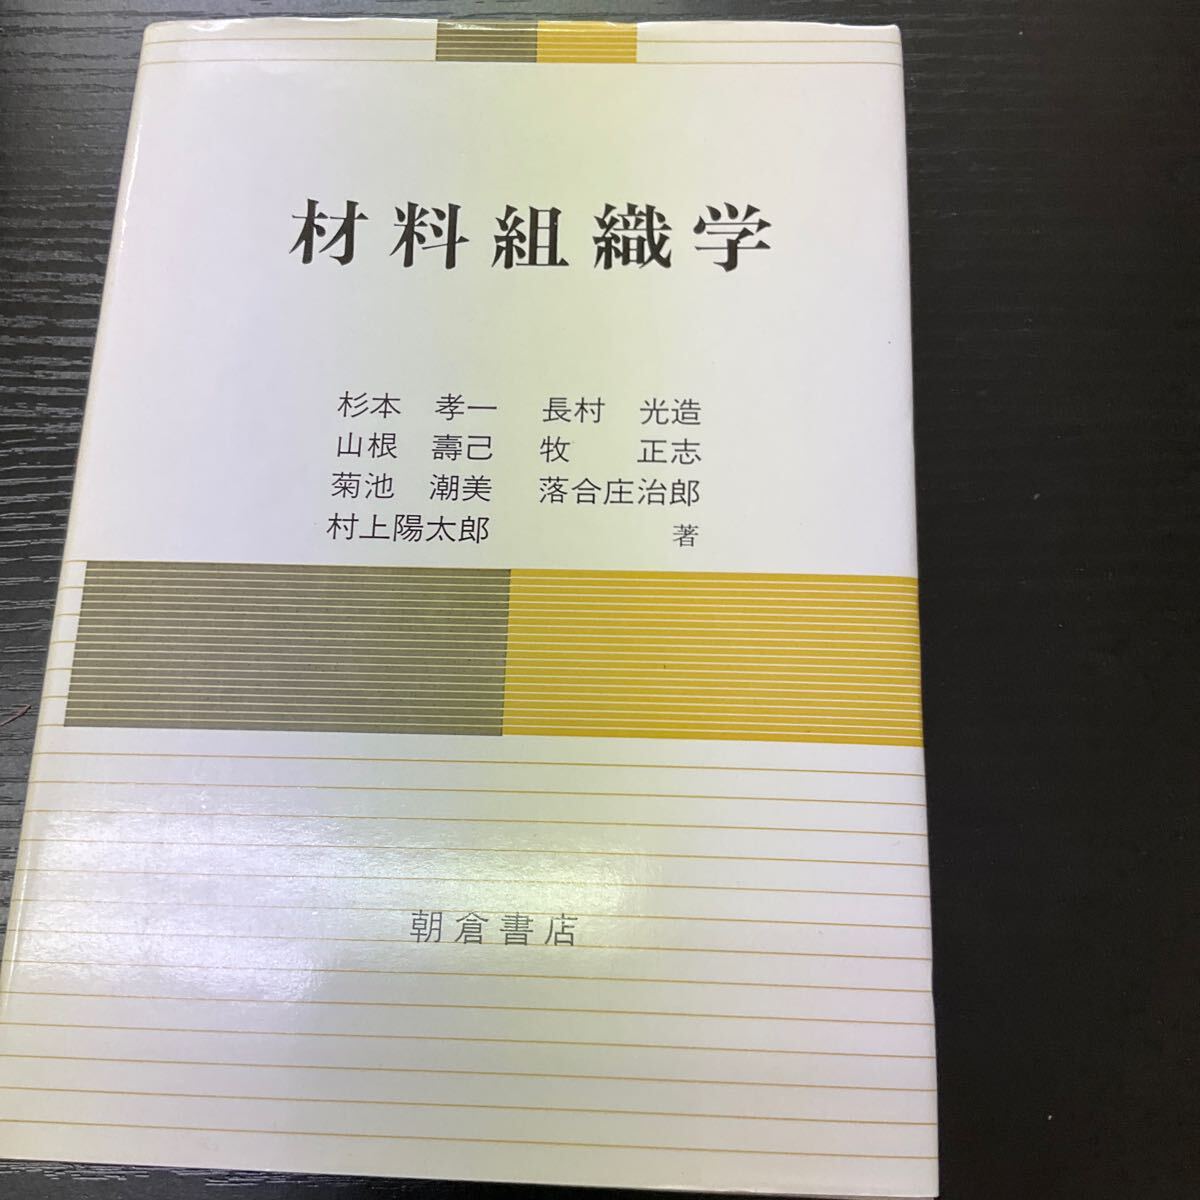 材料組織学
杉本 孝一 長村 光造
山根 壽己 牧 正志
菊池 潮美 落合庄治郎
村上陽太郎 著
朝倉書店